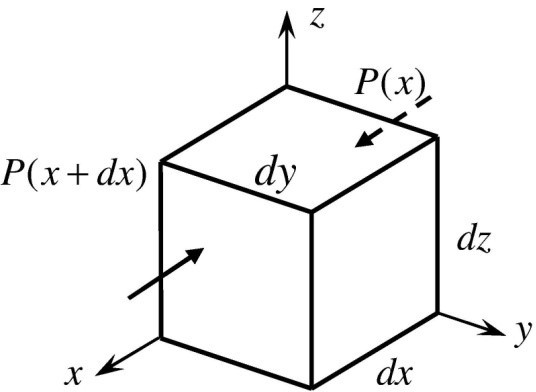 z
P(x)
P(x + dx)
dy
dz
y
x
dx